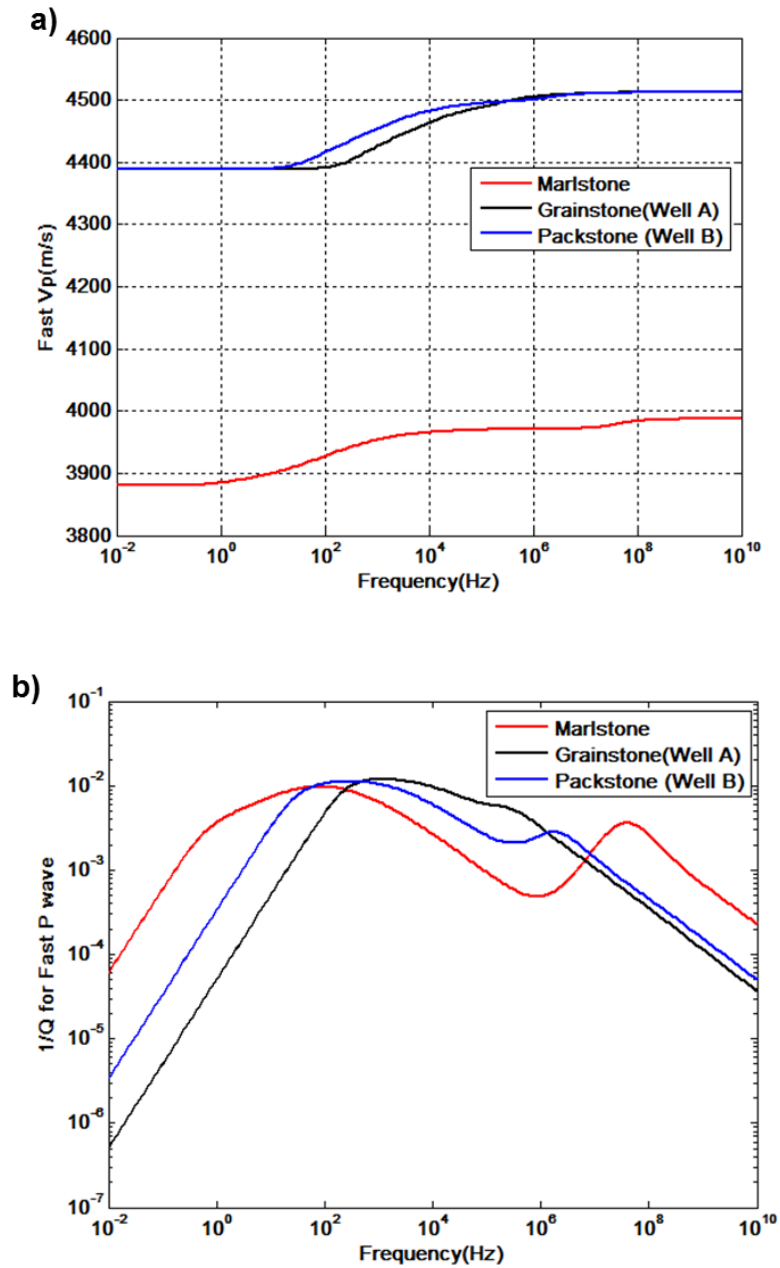 a)
4600
4500
4400
4300
4200
4100
4000
3900
3800
Fast Vp(m/s)
Marlstone
Grainstone(Well A)
Packstone (Well B)
10^-2
10^0
10^2
10^4
10^6
10^8
10^10
Frequency(Hz)
b)
10^-1
10^-2
10^-3
10^-4
10^-5
10^-6
10^-7
1/Q for Fast P wave
Marlstone
Grainstone(Well A)
Packstone (Well B)
10^-2
10^0
10^2
10^4
10^6
10^8
10^10
Frequency(Hz)